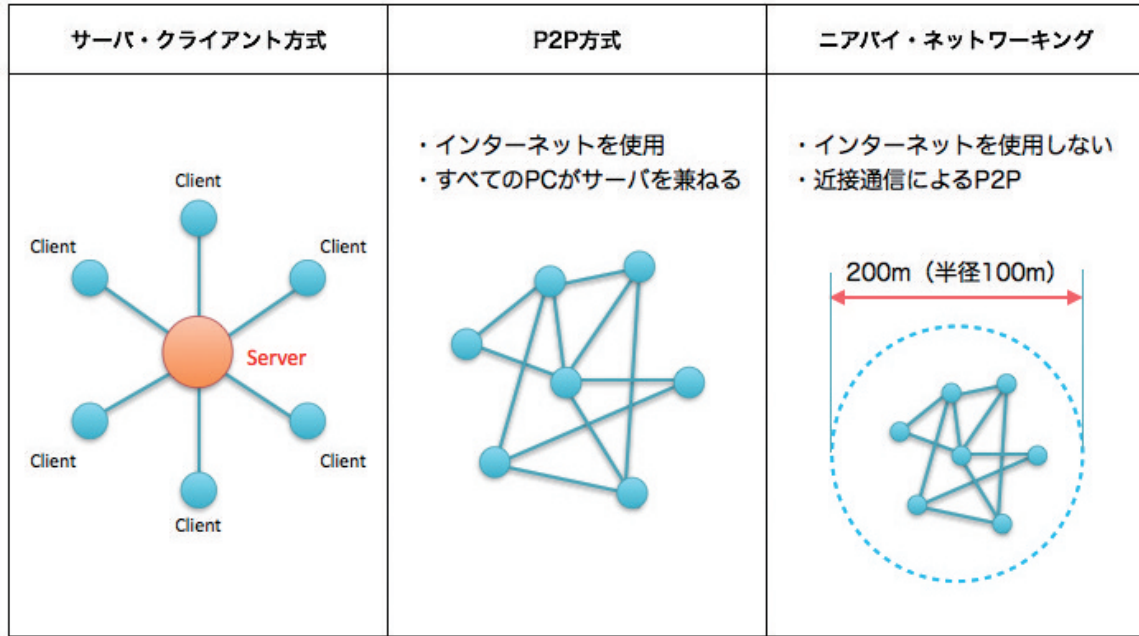 サーバ・クライアント方式
P2P方式
ニアバイ・ネットワーキング
Client
Client
Client
Server
Client
Client
Client
・インターネットを使用
・すべてのPCがサーバを兼ねる
・インターネットを使用しない
・近接通信によるP2P
200m（半径100m）